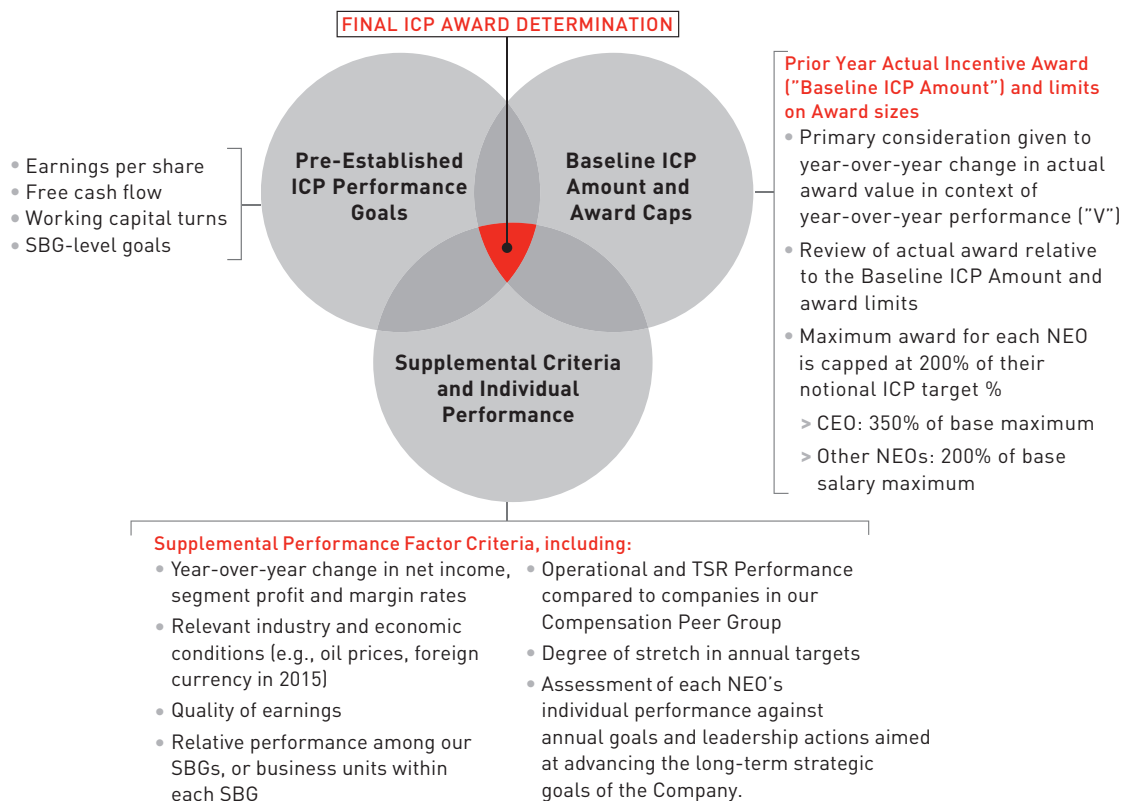 FINAL ICP AWARD DETERMINATION
• Earnings per share
• Free cash flow
• Working capital turns
• SBG-level goals
Pre-Established
ICP Performance
Goals
Baseline ICP
Amount and
Award Caps
Supplemental Criteria
and Individual
Performance
Prior Year Actual Incentive Award
(”Baseline ICP Amount”) and limits
on Award sizes
• Primary consideration given to
year-over-year change in actual
award value in context of
year-over-year performance (”V”)
• Review of actual award relative
to the Baseline ICP Amount and
award limits
• Maximum award for each NEO
is capped at 200% of their
notional ICP target %
> CEO: 350% of base maximum
> Other NEOs: 200% of base
salary maximum
Supplemental Performance Factor Criteria, including:
• Year-over-year change in net income,
segment profit and margin rates
• Relevant industry and economic
conditions (e.g., oil prices, foreign
currency in 2015)
• Quality of earnings
• Relative performance among our
SBGs, or business units within
each SBG
• Operational and TSR Performance
compared to companies in our
Compensation Peer Group
• Degree of stretch in annual targets
• Assessment of each NEO’s
individual performance against
annual goals and leadership actions aimed
at advancing the long-term strategic
goals of the Company.